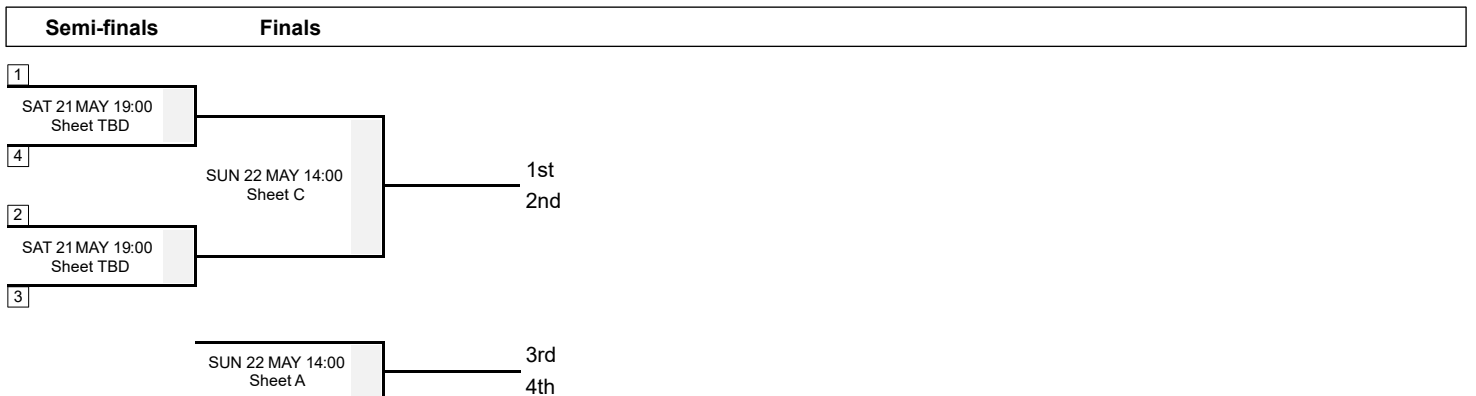 Semi-finals Finals
1
SAT 21 MAY 19:00
Sheet TBD
4
SUN 22 MAY 14:00
Sheet C
1st
2nd
2
SAT 21 MAY 19:00
Sheet TBD
3
SUN 22 MAY 14:00
Sheet A
3rd
4th